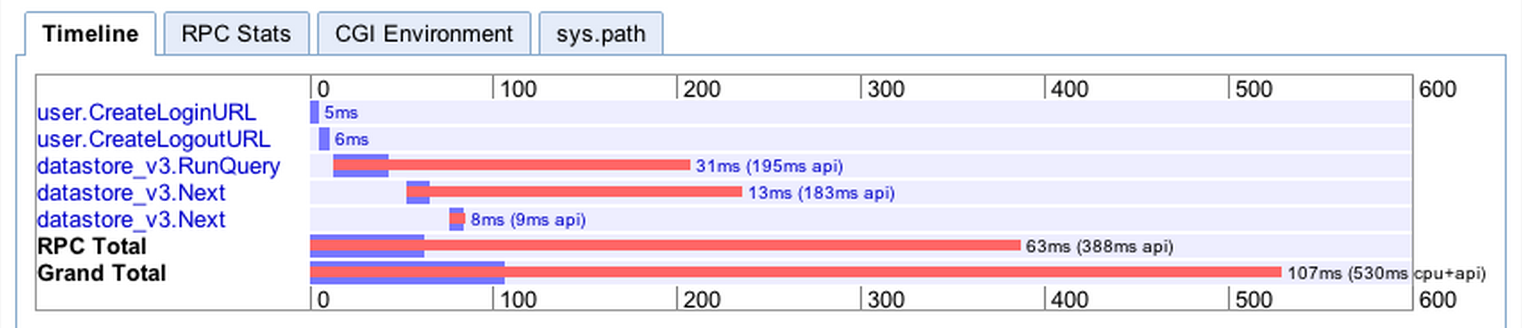 Timeline RPC Stats CGI Environment sys.path
0 100 200 300 400 500 600
user.CreateLoginURL 5ms
user.CreateLogoutURL 6ms
datastore_v3.RunQuery 31ms (195ms api)
datastore_v3.Next 13ms (183ms api)
datastore_v3.Next 8ms (9ms api)
RPC Total 63ms (388ms api)
Grand Total 107ms (530ms cpu+api)
0 100 200 300 400 500 600